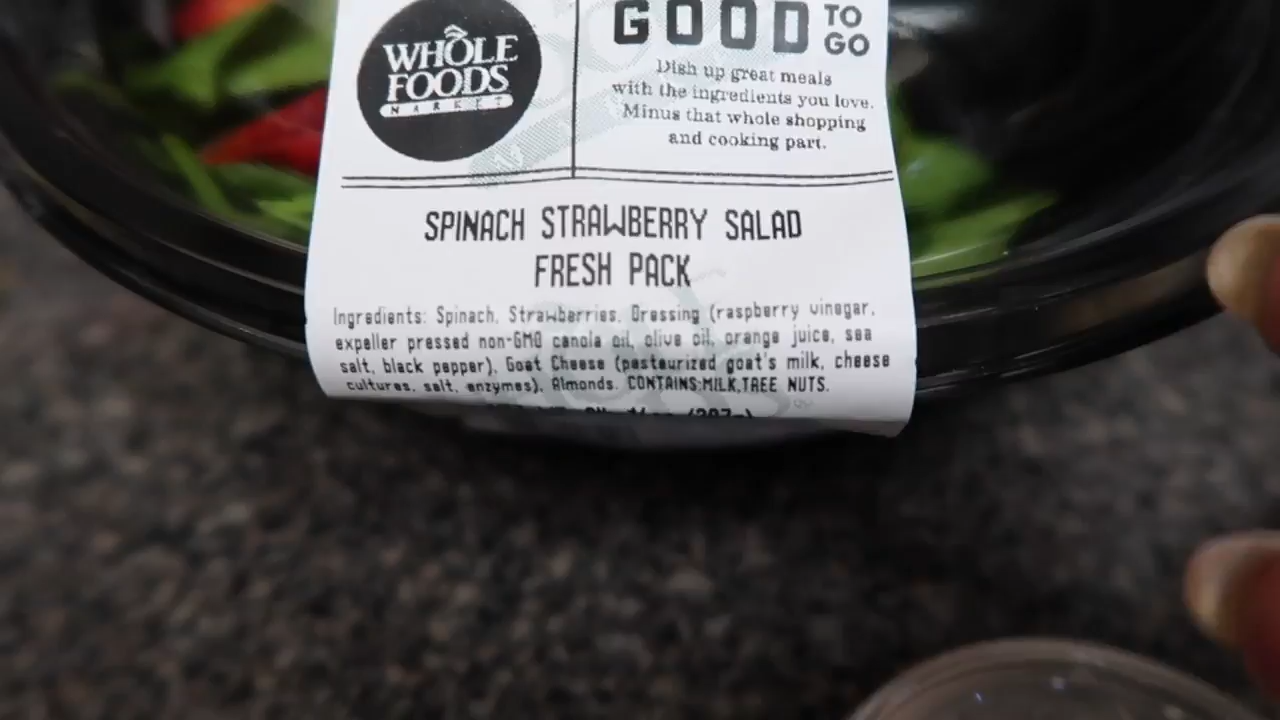 WHOLE
FOODS
MARKET
GOOD TO GO
Dish up great meals
with the ingredients you love.
Minus that whole shopping
and cooking part.
SPINACH STRAWBERRY SALAD
FRESH PACK
Ingredients: Spinach, Strawberries, Dressing (raspberry vinegar,
expeller pressed non-GMO canola oil, olive oil, orange juice, sea
salt, black pepper), Goat Cheese (pasteurized goat's milk, cheese
cultures, salt, enzymes), Almonds. CONTAINS:MILK,TREE NUTS.